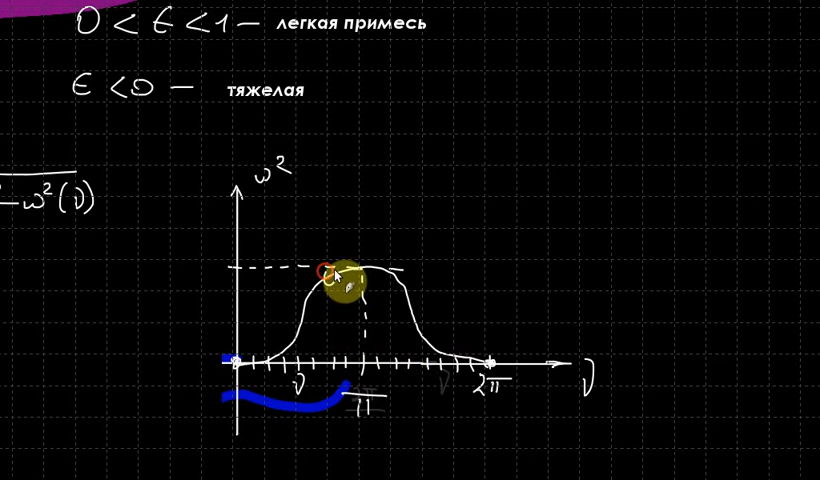 0 < ε < 1 — легкая примесь
ε < 0 — тяжелая
ω²
— ω²(ν)
ν
π
2π
ν